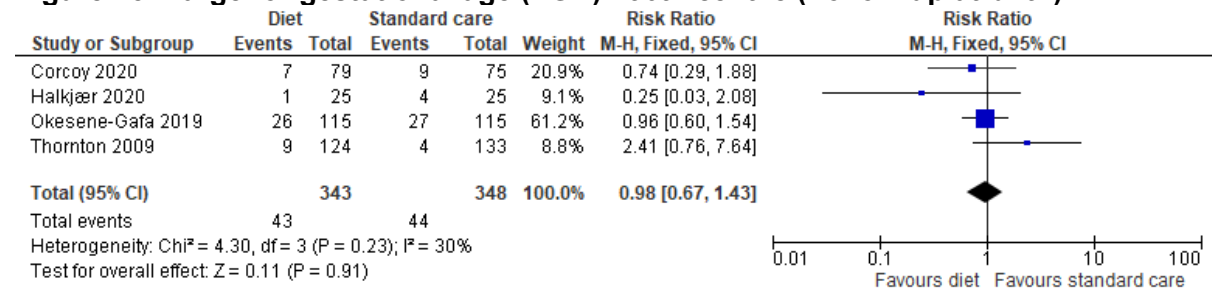 Diet Standard care Risk Ratio Risk Ratio
Study or Subgroup Events Total Events Total Weight M-H, Fixed, 95% CI M-H, Fixed, 95% CI
Corcoy 2020 7 79 9 75 20.9% 0.74 [0.29, 1.88]
Halkjær 2020 1 25 4 25 9.1% 0.25 [0.03, 2.08]
Okesene-Gafa 2019 26 115 27 115 61.2% 0.96 [0.60, 1.54]
Thornton 2009 9 124 4 133 8.8% 2.41 [0.76, 7.64]
Total (95% CI) 343 348 100.0% 0.98 [0.67, 1.43]
Total events 43 44
Heterogeneity: Chi² = 4.30, df = 3 (P = 0.23); I² = 30%
Test for overall effect: Z = 0.11 (P = 0.91)
0.01 0.1 1 10 100
Favours diet Favours standard care